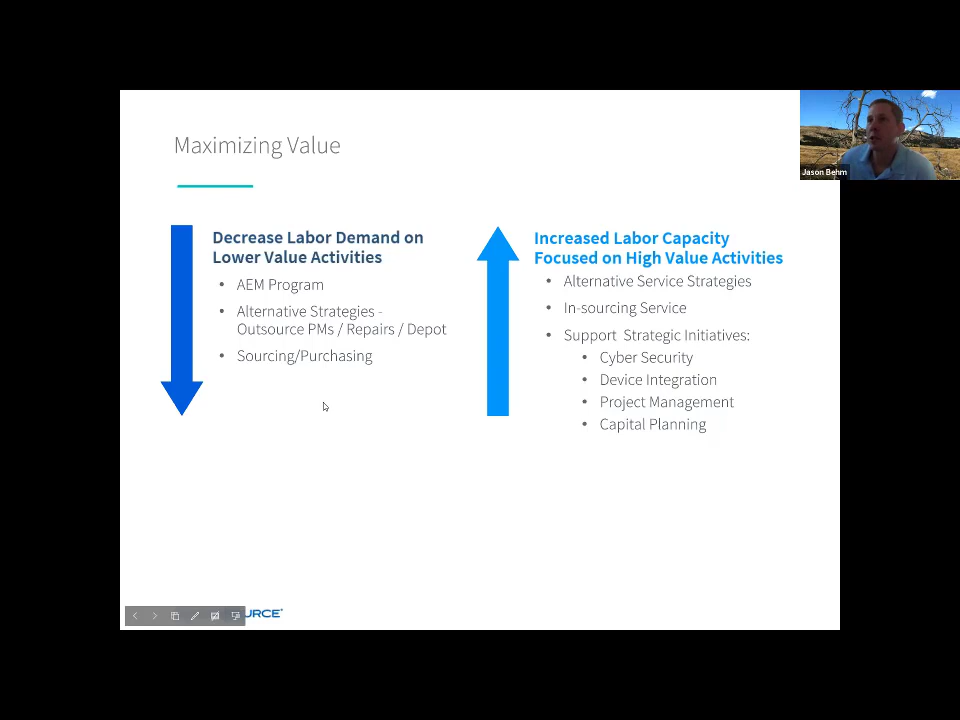 Maximizing Value
Jason Behm
Decrease Labor Demand on
Lower Value Activities
• AEM Program
• Alternative Strategies -
Outsource PMs / Repairs / Depot
• Sourcing/Purchasing
Increased Labor Capacity
Focused on High Value Activities
• Alternative Service Strategies
• In-sourcing Service
• Support Strategic Initiatives:
• Cyber Security
• Device Integration
• Project Management
• Capital Planning